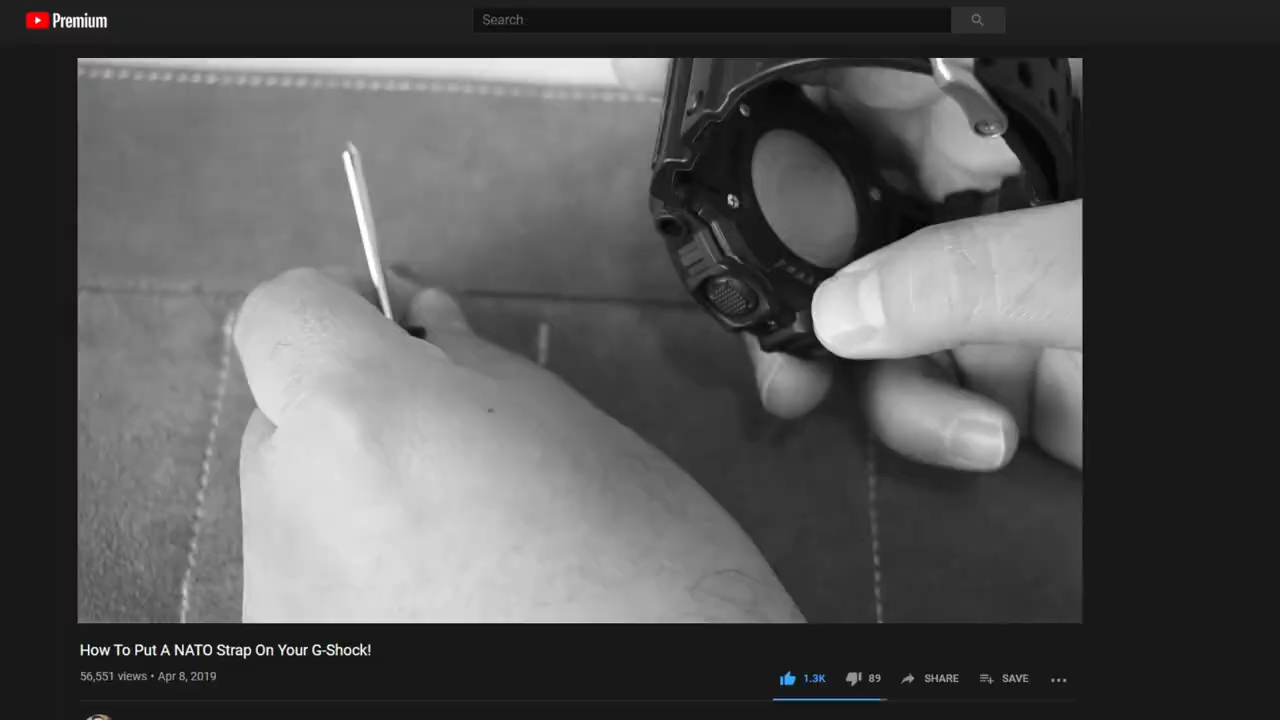 Premium
Search
How To Put A NATO Strap On Your G-Shock!
56,551 views • Apr 8, 2019
1.3K
89
SHARE
SAVE